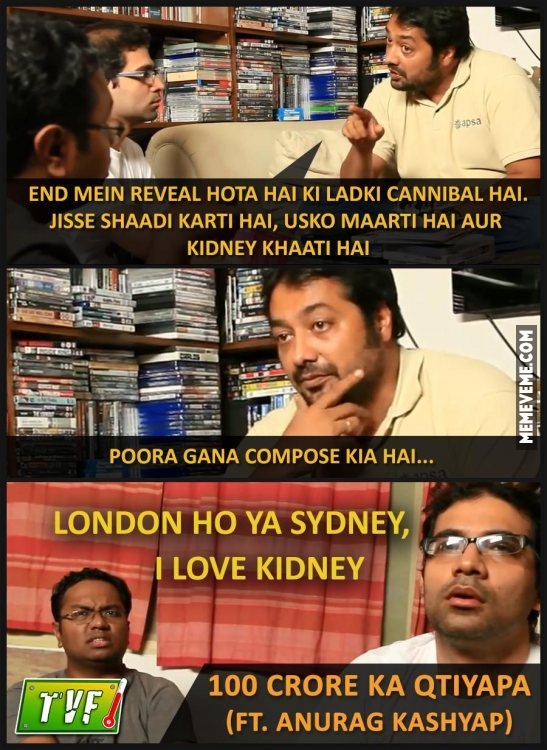 apsa
END MEIN REVEAL HOTA HAI KI LADKI CANNIBAL HAI.
JISSE SHAADI KARTI HAI, USKO MAARTI HAI AUR
KIDNEY KHAATI HAI
MEMEVEME.COM
POORA GANA COMPOSE KIA HAI...
LONDON HO YA SYDNEY,
I LOVE KIDNEY
TVF
100 CRORE KA QTIYAPA
(FT. ANURAG KASHYAP)